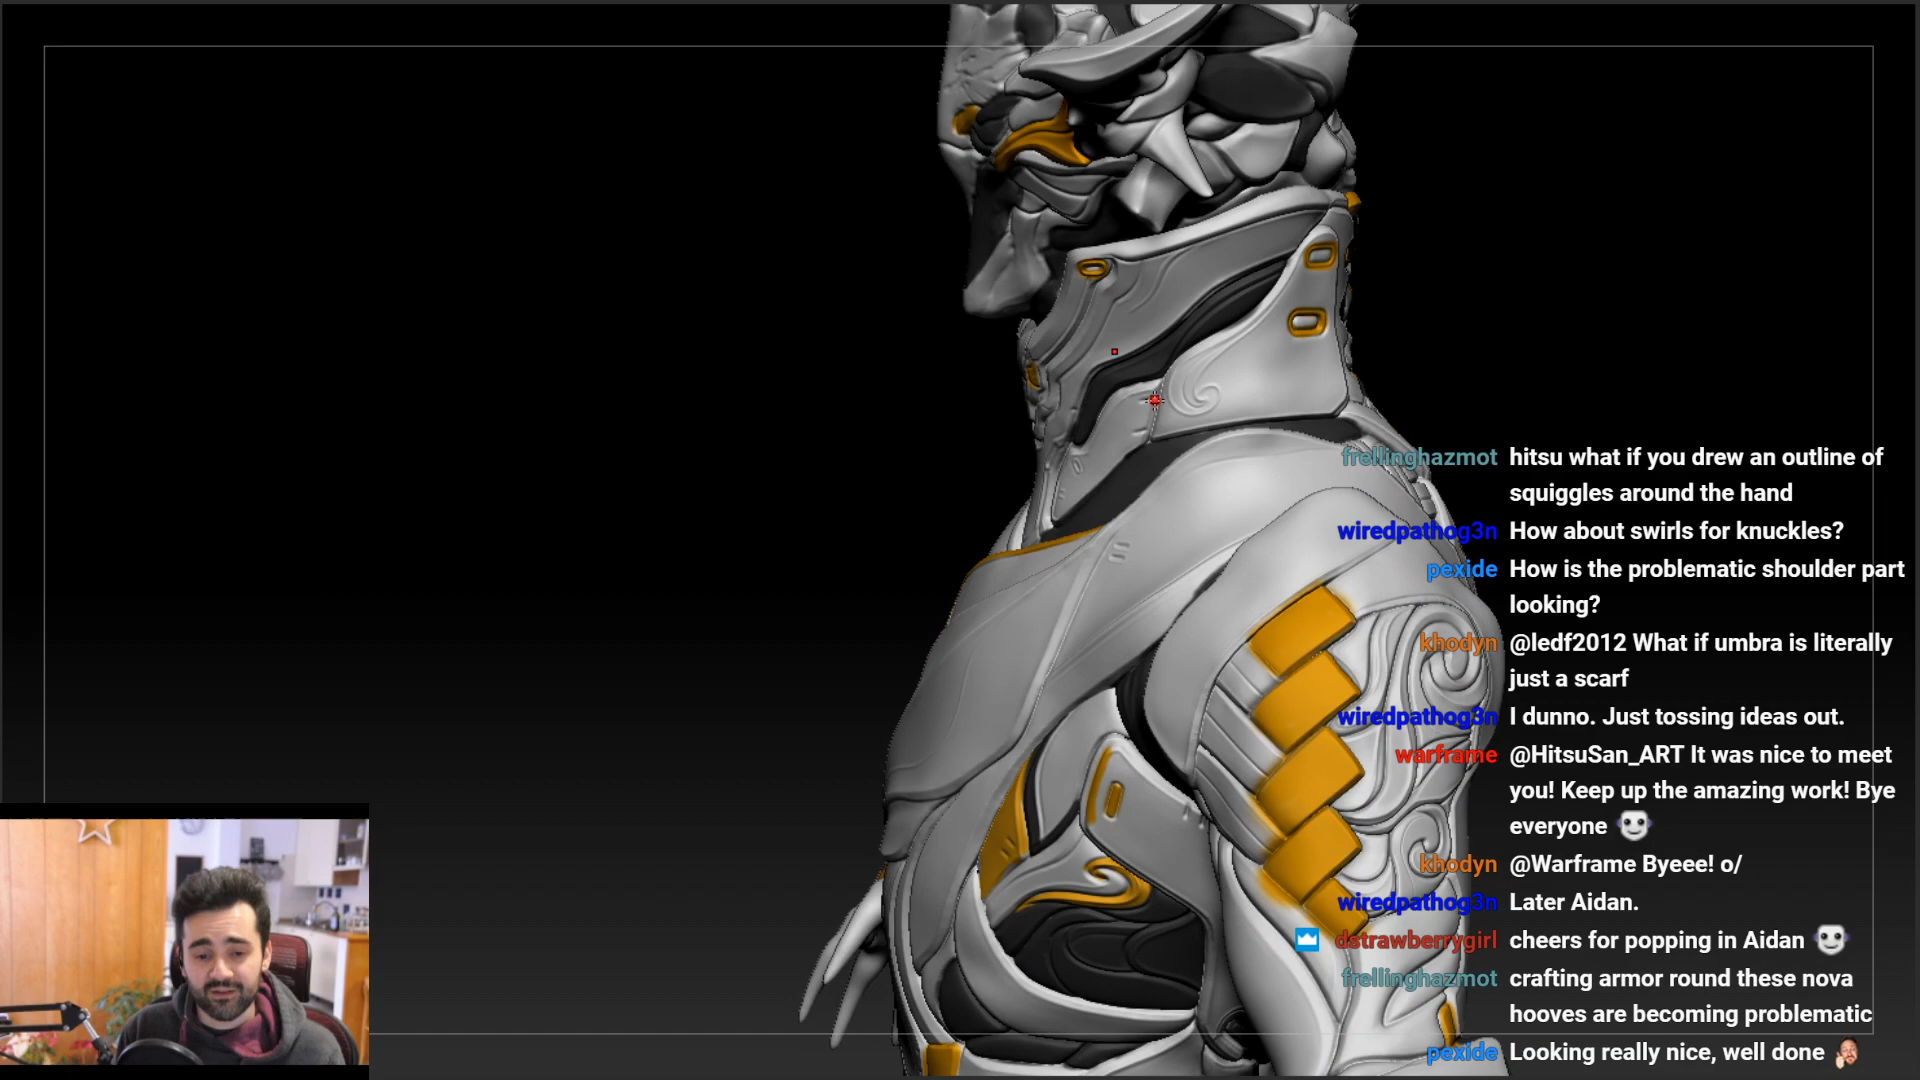 frellinghazmot hitsu what if you drew an outline of
squiggles around the hand
wiredpathog3n How about swirls for knuckles?
pexide How is the problematic shoulder part
looking?
khodyn @ledf2012 What if umbra is literally
just a scarf
wiredpathog3n I dunno. Just tossing ideas out.
warframe @HitsuSan_ART It was nice to meet
you! Keep up the amazing work! Bye
everyone
khodyn @Warframe Byeee! o/
wiredpathog3n Later Aidan.
dstrawberrygirl cheers for popping in Aidan
frellinghazmot crafting armor round these nova
hooves are becoming problematic
pexide Looking really nice, well done